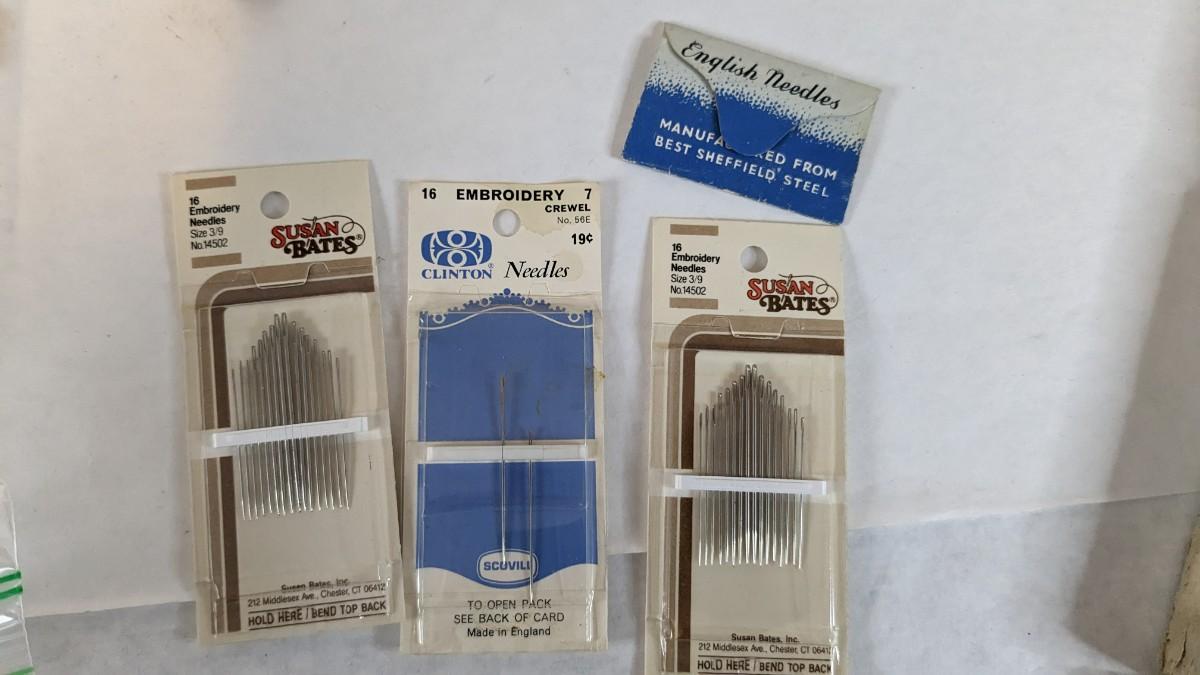 English Needles
MANUFA RED FROM
BEST SHEFFIELD STEEL
16
Embroidery
Needles
Size 3/9
No.14502
SUSAN
BATES®
Susan Bates, Inc.
212 Middlesex Ave., Chester, CT 06412
HOLD HERE / BEND TOP BACK
16 EMBROIDERY 7
CREWEL
No. 56E
19¢
CLINTON® Needles
SCOVILL
TO OPEN PACK
SEE BACK OF CARD
Made in England
16
Embroidery
Needles
Size 3/9
No.14502
SUSAN
BATES®
Susan Bates, Inc.
212 Middlesex Ave., Chester, CT 0641
HOLD HERE / BEND TOP BACK